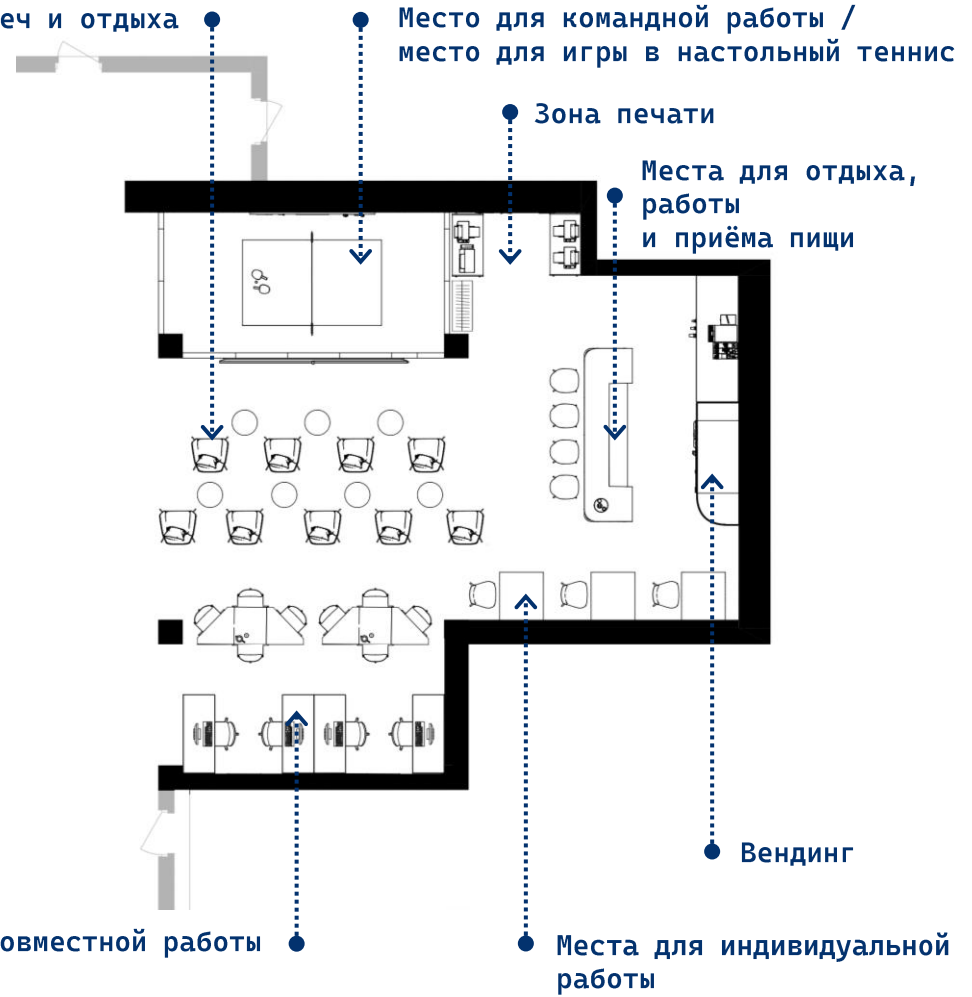 еч и отдыха
Место для командной работы /
место для игры в настольный теннис
Зона печати
Места для отдыха,
работы
и приёма пищи
Вендинг
овместной работы
Места для индивидуальной
работы